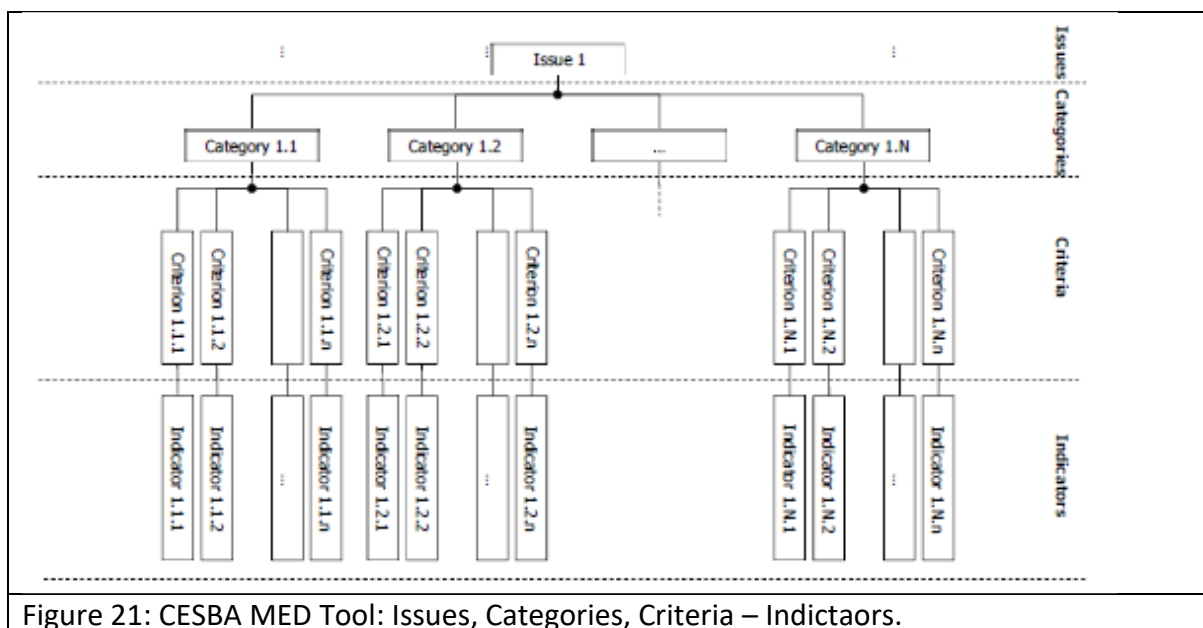 ⋮ ⋮ ⋮
Issue 1
Issues
Category 1.1 Category 1.2 ... Category 1.N
Categories
Criterion 1.1.1
Criterion 1.1.2
Criterion 1.1.n
Criterion 1.2.1
Criterion 1.2.2
Criterion 1.2.n
Criterion 1.N.1
Criterion 1.N.2
Criterion 1.N.n
Criteria
Indicator 1.1.1
Indicator 1.1.2
...
Indicator 1.1.n
Indicator 1.2.1
Indicator 1.2.2
...
Indicator 1.2.n
Indicator 1.N.1
Indicator 1.N.2
...
Indicator 1.N.n
Indicators
Figure 21: CESBA MED Tool: Issues, Categories, Criteria – Indictaors.